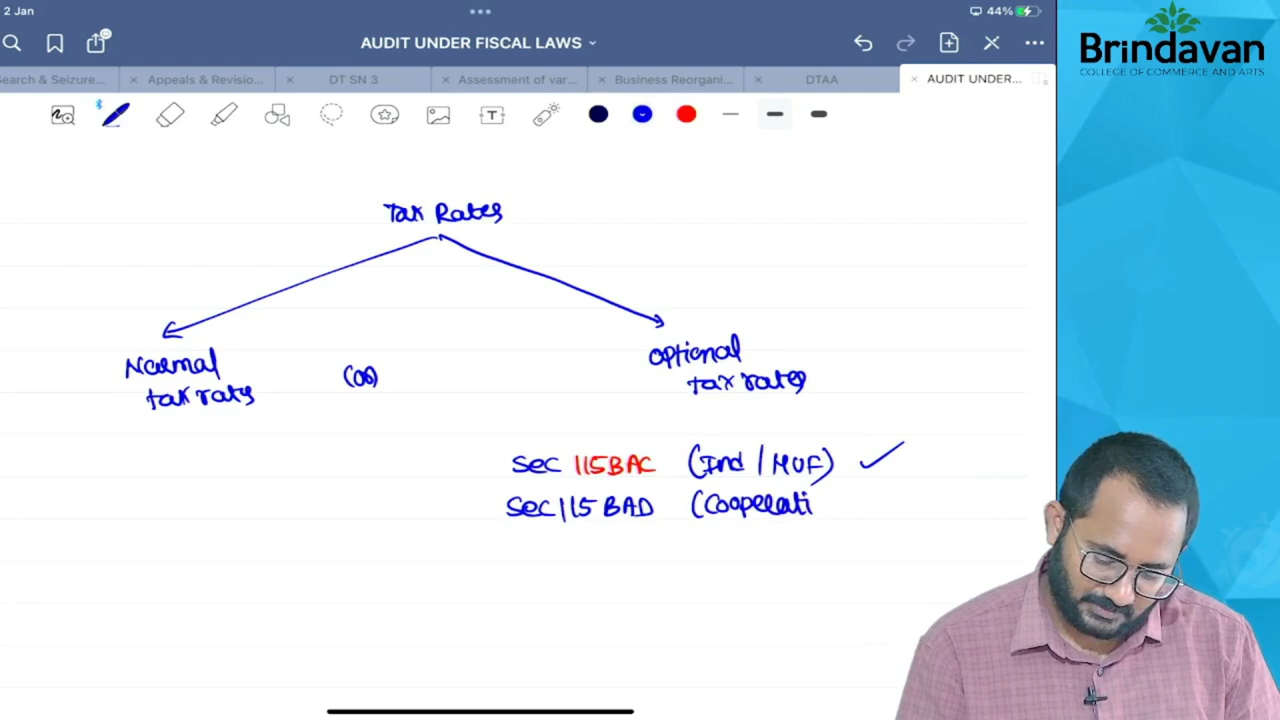 2 Jan
44%
AUDIT UNDER FISCAL LAWS
Brindavan
COLLEGE OF COMMERCE AND ARTS
earch & Seizure...
Appeals & Revisio...
DT SN 3
Assessment of var...
Business Reorgani...
DTAA
AUDIT UNDER...
T
Tax Rates
Normal
tax rates
(or)
optional
tax rates
Sec 115BAC (Ind / HUF) ✓
Sec 115 BAD (Cooperati